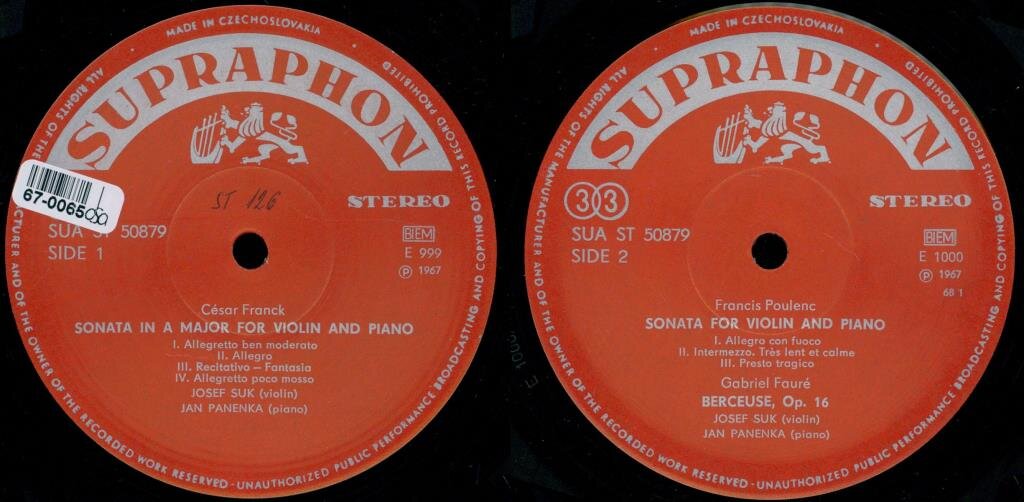 MADE IN CZECHOSLOVAKIA
ALL RIGHTS OF THE MANUFACTURER AND OF THE OWNER OF THE RECORDED WORK RESERVED - UNAUTHORIZED PUBLIC PERFORMANCE BROADCASTING AND COPYING OF THIS RECORD PROHIBITED
SUPRAPHON
67-0065
ST 126
STEREO
SUA ST 50879
SIDE 1
BIEM
E 999
Ⓟ 1967
César Franck
SONATA IN A MAJOR FOR VIOLIN AND PIANO
I. Allegretto ben moderato
II. Allegro
III. Recitativo – Fantasia
IV. Allegretto poco mosso
JOSEF SUK (violin)
JAN PANENKA (piano)
MADE IN CZECHOSLOVAKIA
ALL RIGHTS OF THE MANUFACTURER AND OF THE OWNER OF THE RECORDED WORK RESERVED - UNAUTHORIZED PUBLIC PERFORMANCE BROADCASTING AND COPYING OF THIS RECORD PROHIBITED
SUPRAPHON
33
STEREO
SUA ST 50879
SIDE 2
BIEM
E 1000
Ⓟ 1967
68 1
Francis Poulenc
SONATA FOR VIOLIN AND PIANO
I. Allegro con fuoco
II. Intermezzo. Très lent et calme
III. Presto tragico
Gabriel Fauré
BERCEUSE, Op. 16
JOSEF SUK (violin)
JAN PANENKA (piano)